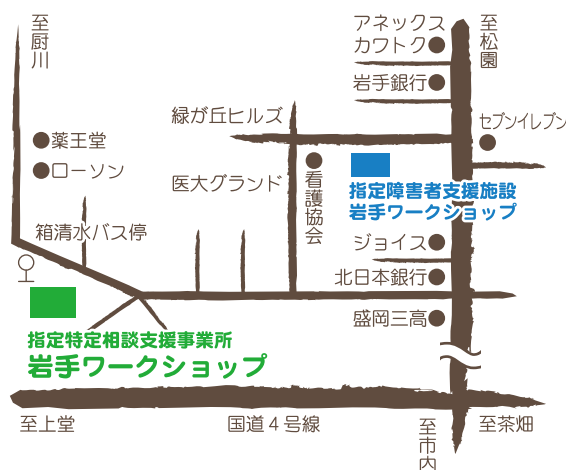 至厨川
アネックス
カワトク
至松園
岩手銀行
緑が丘ヒルズ
セブンイレブン
薬王堂
ローソン
医大グランド
看護協会
指定障害者支援施設
岩手ワークショップ
箱清水バス停
ジョイス
北日本銀行
盛岡三高
指定特定相談支援事業所
岩手ワークショップ
至上堂
国道4号線
至市内
至茶畑